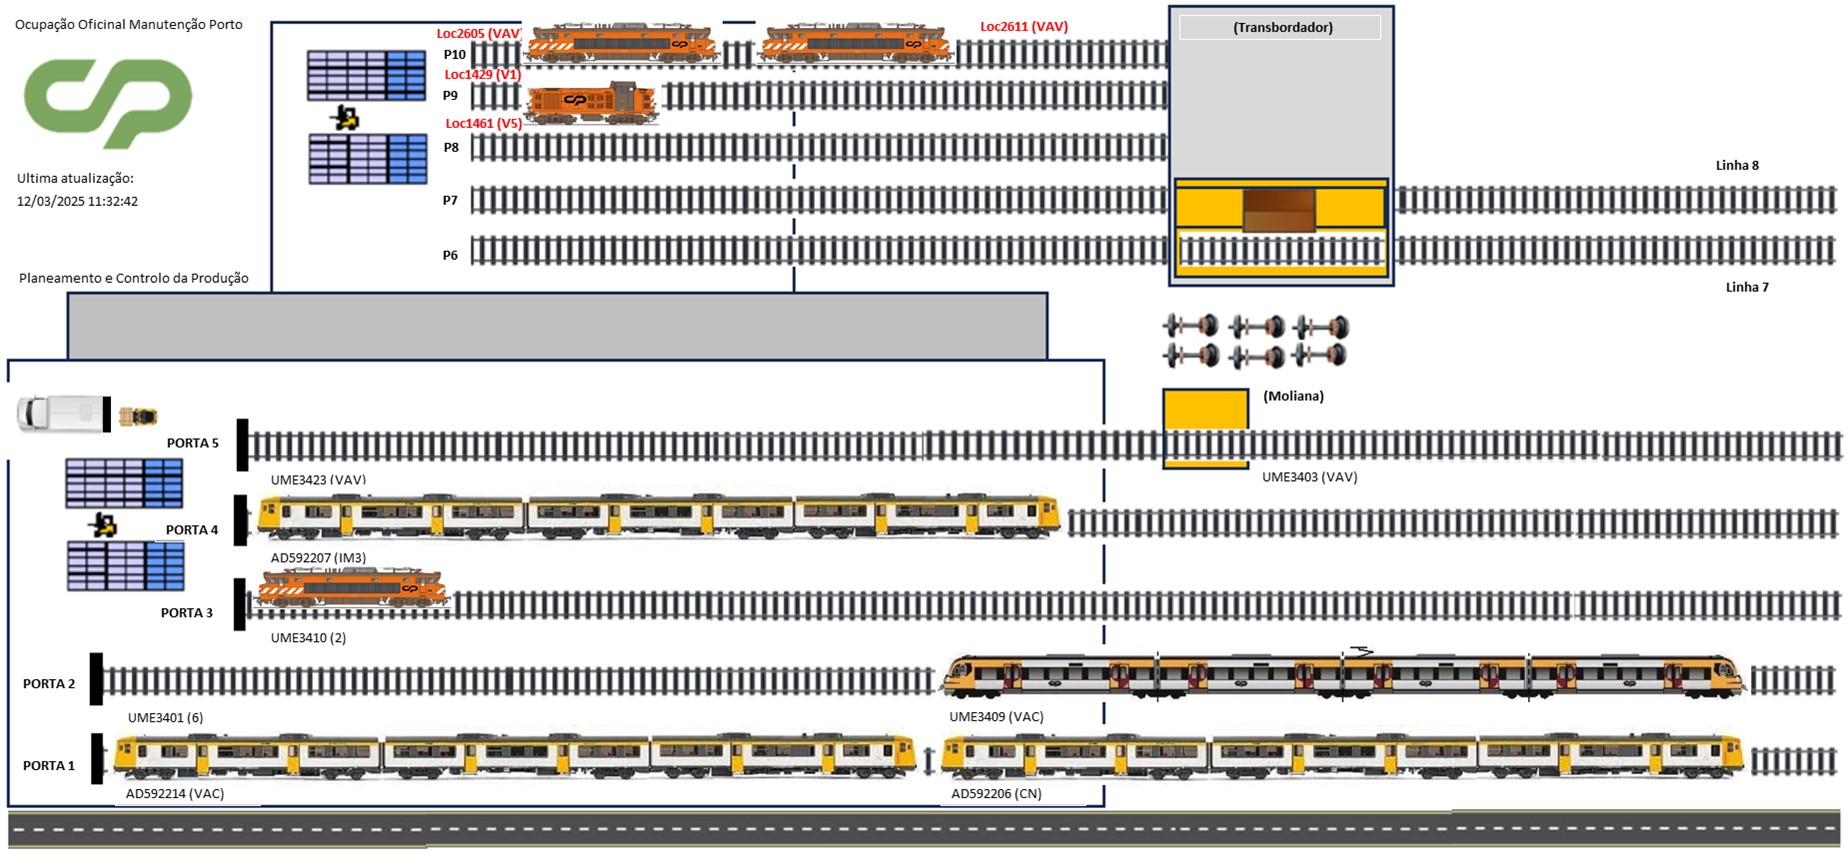 Ocupação Oficinal Manutenção Porto
Loc2605 (VAV)
Loc2611 (VAV)
(Transbordador)
P10
Loc1429 (V1)
P9
Loc1461 (V5)
P8
Ultima atualização:
12/03/2025 11:32:42
Linha 8
P7
P6
Planeamento e Controlo da Produção
Linha 7
(Moliana)
PORTA 5
UME3423 (VAV)
UME3403 (VAV)
PORTA 4
AD592207 (IM3)
PORTA 3
UME3410 (2)
PORTA 2
UME3401 (6)
UME3409 (VAC)
PORTA 1
AD592214 (VAC)
AD592206 (CN)